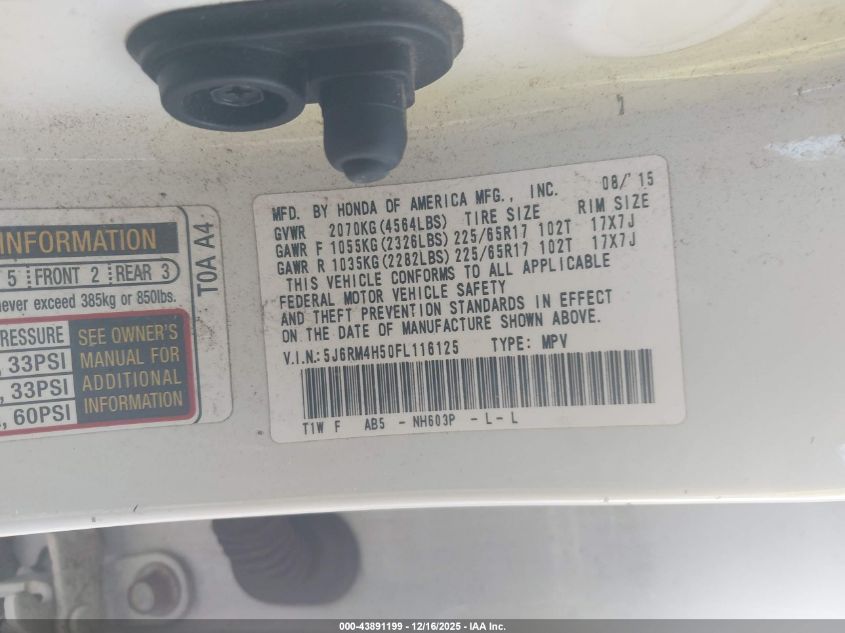 MFD. BY HONDA OF AMERICA MFG., INC. 08/'15
GVWR 2070KG(4564LBS) TIRE SIZE RIM SIZE
GAWR F 1055KG(2326LBS) 225/65R17 102T 17X7J
GAWR R 1035KG(2282LBS) 225/65R17 102T 17X7J
THIS VEHICLE CONFORMS TO ALL APPLICABLE
FEDERAL MOTOR VEHICLE SAFETY
AND THEFT PREVENTION STANDARDS IN EFFECT
ON THE DATE OF MANUFACTURE SHOWN ABOVE.
V.I.N.:5J6RM4H50FL116125 TYPE: MPV
T1W F AB5 - NH603P - L - L
INFORMATION
5 FRONT 2 REAR 3
never exceed 385kg or 850lbs.
PRESSURE
, 33PSI
, 33PSI
, 60PSI
SEE OWNER'S
MANUAL FOR
ADDITIONAL
INFORMATION
T0A A4
000-43891199 - 12/16/2025 - IAA Inc.